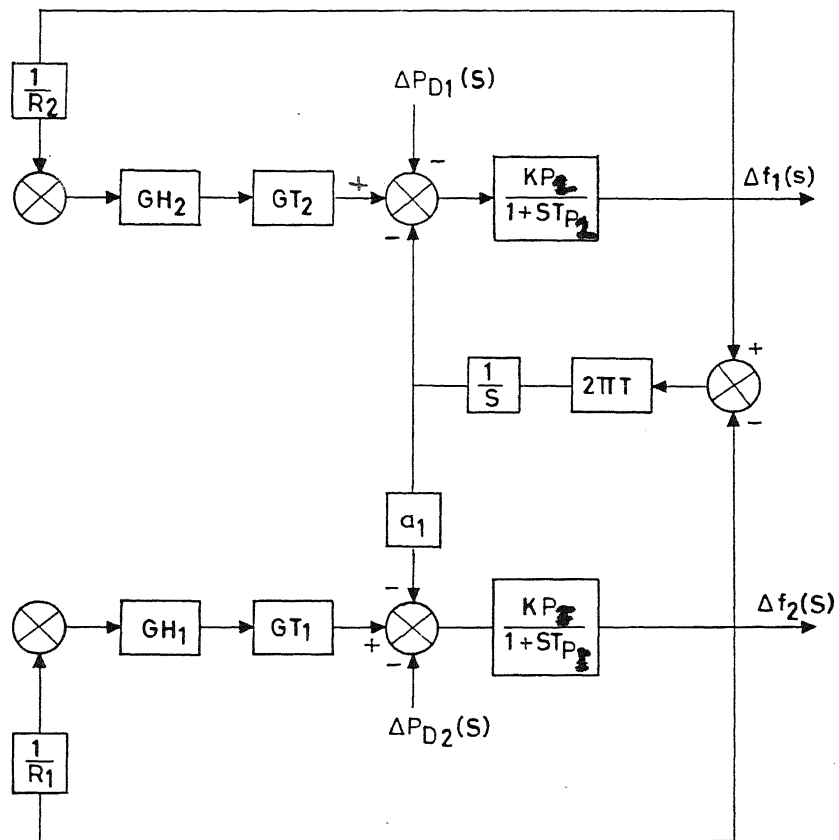 1
R2
ΔPD1(S)
−
GH2
GT2
+
−
KP
1+STP
Δf1(s)
+
1
S
2πT
−
a1
−
GH1
GT1
+
−
KP
1+STP
Δf2(S)
ΔPD2(S)
1
R1